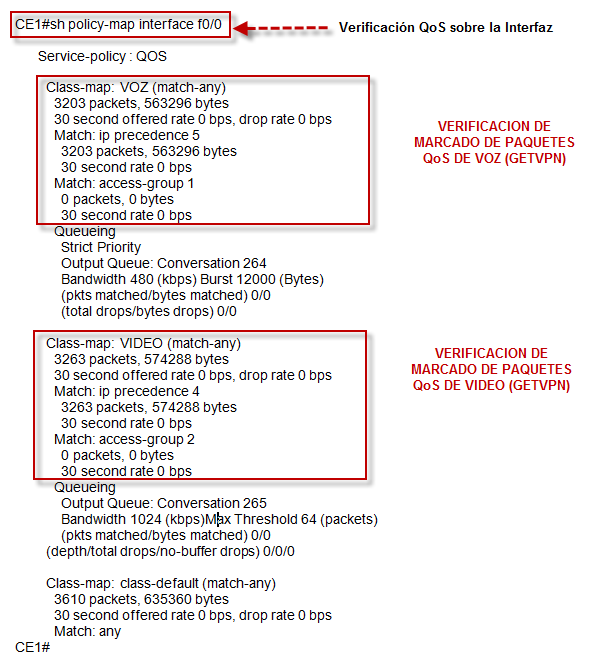 CE1#sh policy-map interface f0/0
Verificación QoS sobre la Interfaz
Service-policy : QOS
Class-map: VOZ (match-any)
3203 packets, 563296 bytes
30 second offered rate 0 bps, drop rate 0 bps
Match: ip precedence 5
3203 packets, 563296 bytes
30 second rate 0 bps
Match: access-group 1
0 packets, 0 bytes
30 second rate 0 bps
VERIFICACION DE
MARCADO DE PAQUETES
QoS DE VOZ (GETVPN)
Queueing
Strict Priority
Output Queue: Conversation 264
Bandwidth 480 (kbps) Burst 12000 (Bytes)
(pkts matched/bytes matched) 0/0
(total drops/bytes drops) 0/0
Class-map: VIDEO (match-any)
3263 packets, 574288 bytes
30 second offered rate 0 bps, drop rate 0 bps
Match: ip precedence 4
3263 packets, 574288 bytes
30 second rate 0 bps
Match: access-group 2
0 packets, 0 bytes
30 second rate 0 bps
VERIFICACION DE
MARCADO DE PAQUETES
QoS DE VIDEO (GETVPN)
Queueing
Output Queue: Conversation 265
Bandwidth 1024 (kbps)Max Threshold 64 (packets)
(pkts matched/bytes matched) 0/0
(depth/total drops/no-buffer drops) 0/0/0
Class-map: class-default (match-any)
3610 packets, 635360 bytes
30 second offered rate 0 bps, drop rate 0 bps
Match: any
CE1#